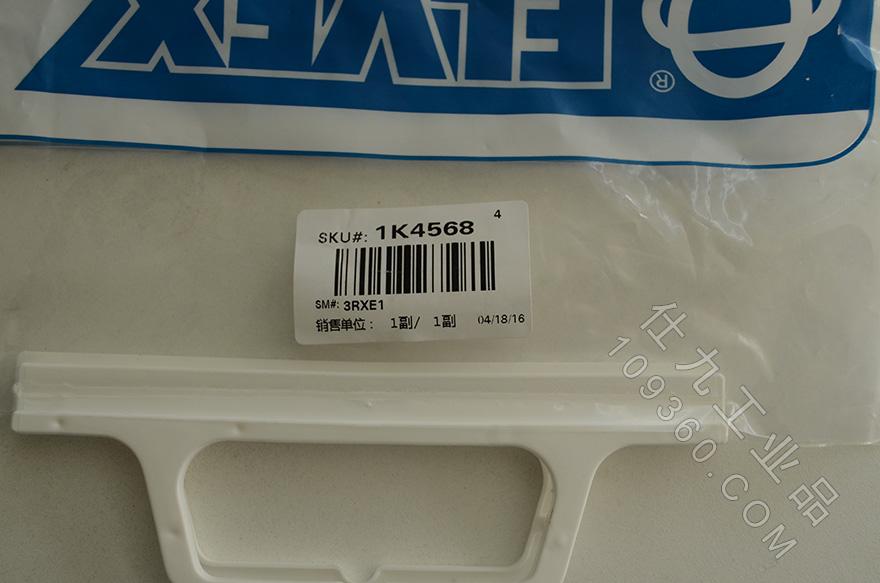 ELVEX
®
SKU#: 1K4568
4
SM#: 3RXE1
销售单位： 1副/ 1副 04/18/16
仕九工业品
109360.COM